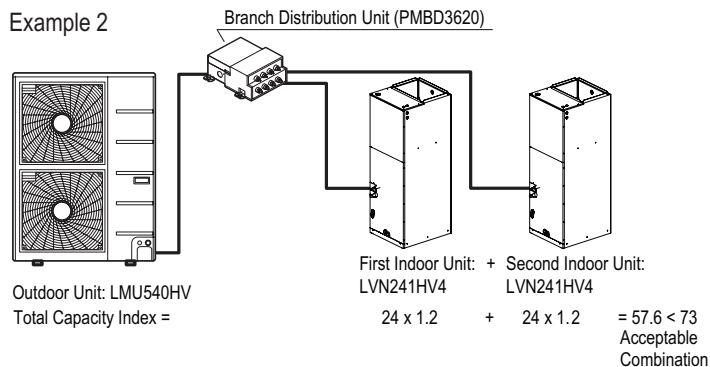 Example 2
Branch Distribution Unit (PMBD3620)
First Indoor Unit: + Second Indoor Unit:
LVN241HV4 LVN241HV4
Outdoor Unit: LMU540HV
Total Capacity Index = 24 x 1.2 + 24 x 1.2 = 57.6 < 73
Acceptable
Combination